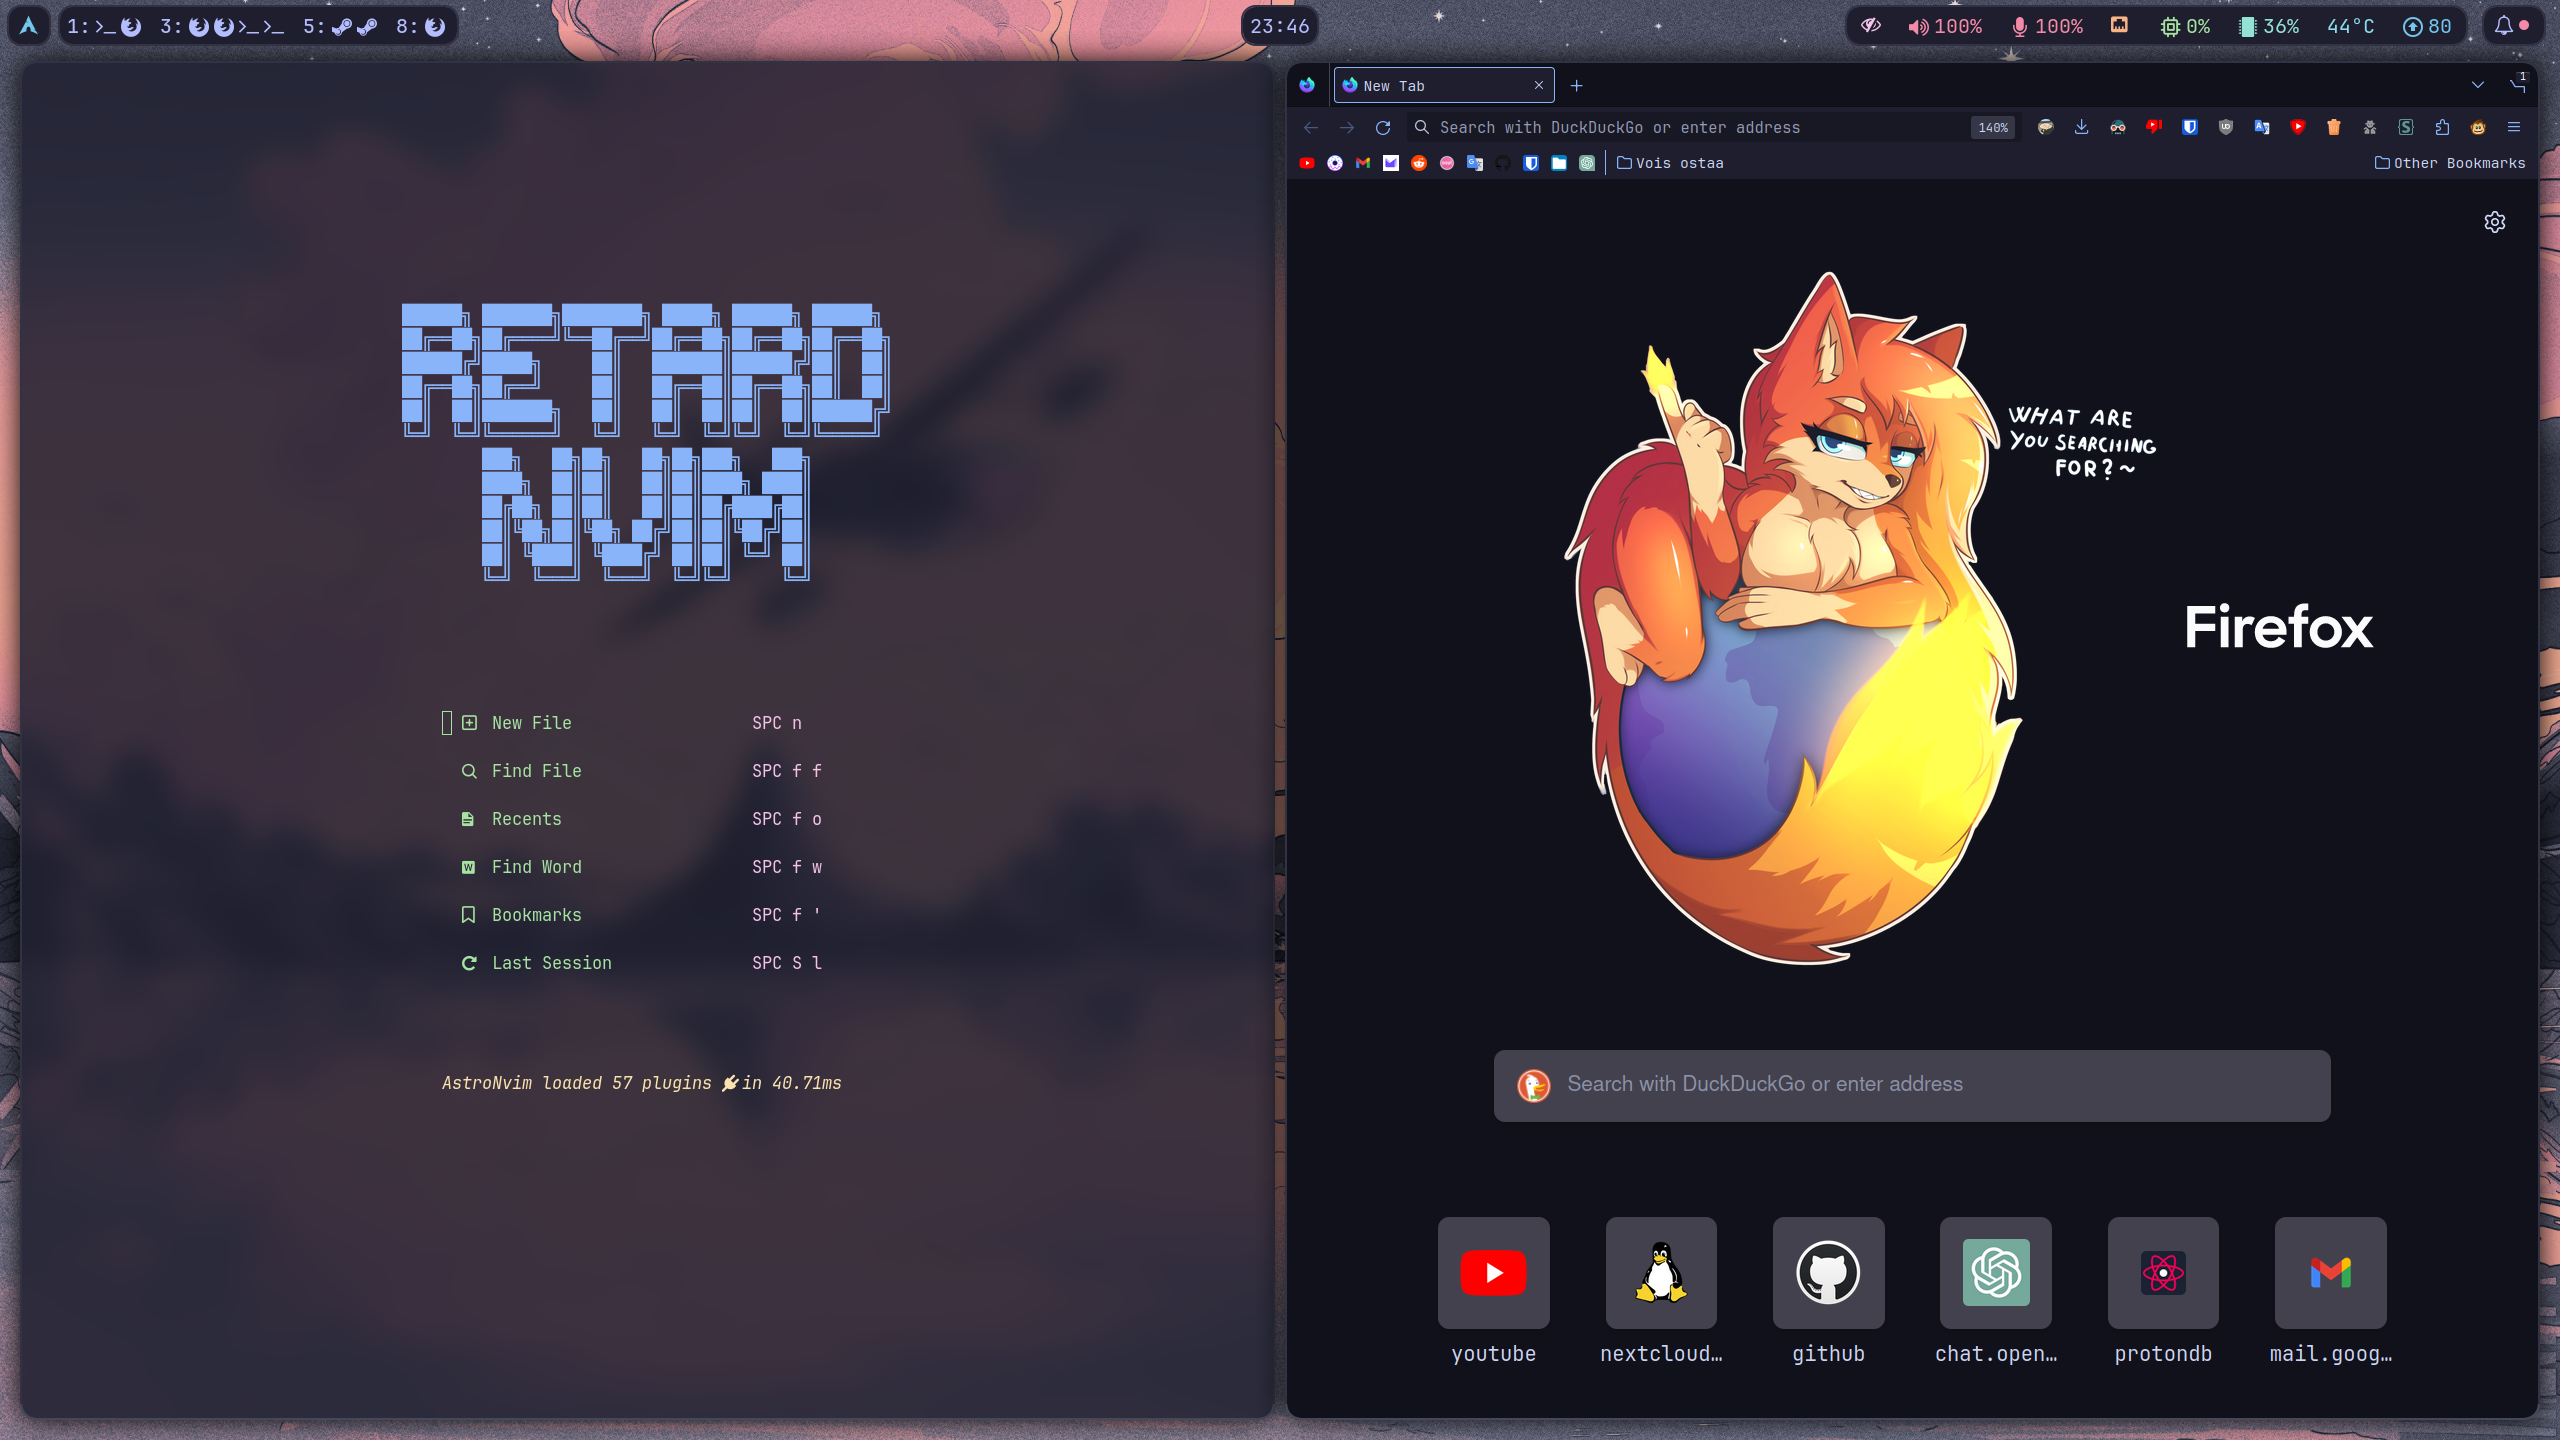 1: 3: 5: 8:
23:46
100% 100% 0% 36% 44°C 80
RETARD
NVIM
New File SPC n
Find File SPC f f
Recents SPC f o
Find Word SPC f w
Bookmarks SPC f '
Last Session SPC S l
AstroNvim loaded 57 plugins in 40.71ms
New Tab
1
Search with DuckDuckGo or enter address 140%
Vois ostaa
Other Bookmarks
WHAT ARE
YOU SEARCHING
FOR?~
Firefox
Search with DuckDuckGo or enter address
youtube nextcloud… github chat.open… protondb mail.goog…